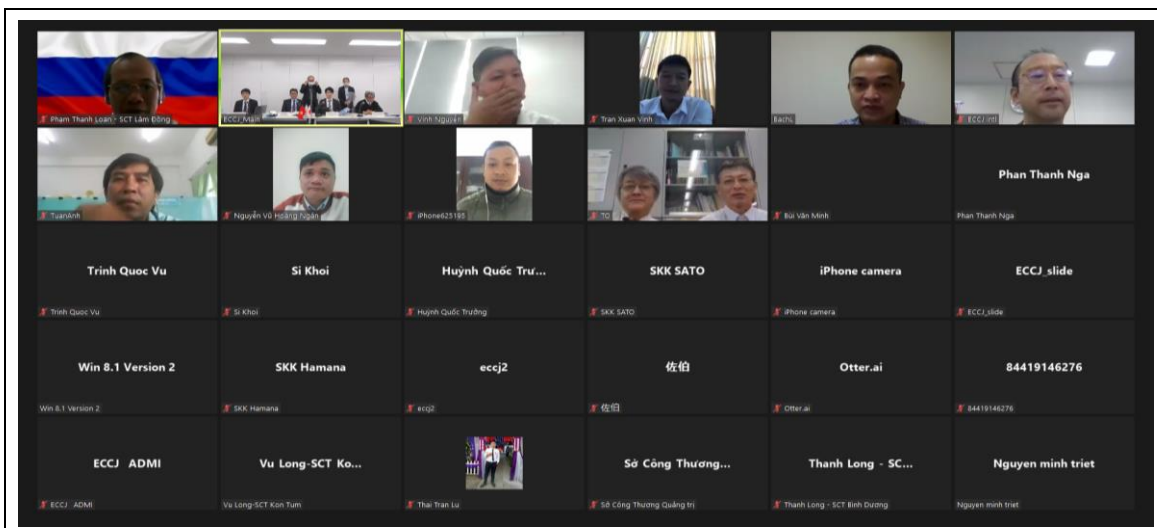 Phạm Thanh Loan - SCT Lâm Đồng
ECCJ_Main
Vinh Nguyễn
Tran Xuan Vinh
BachL
ECCJ intl
TuanAnh
Nguyễn Vũ Hoàng Ngân
iPhone625195
TO
Bùi Văn Minh
Phan Thanh Nga
Phan Thanh Nga
Trinh Quoc Vu
Trinh Quoc Vu
Si Khoi
Si Khoi
Huỳnh Quốc Trư...
Huỳnh Quốc Trưởng
SKK SATO
SKK SATO
iPhone camera
iPhone camera
ECCJ_slide
ECCJ_slide
Win 8.1 Version 2
Win 8.1 Version 2
SKK Hamana
SKK Hamana
eccj2
eccj2
佐伯
佐伯
Otter.ai
Otter.ai
84419146276
84419146276
ECCJ ADMI
ECCJ ADMI
Vu Long-SCT Ko...
Vu Long-SCT Kon Tum
Thai Tran Lu
Sở Công Thương...
Sở Công Thương Quảng trị
Thanh Long - SC...
Thanh Long - SCT Bình Dương
Nguyen minh triet
Nguyen minh triet